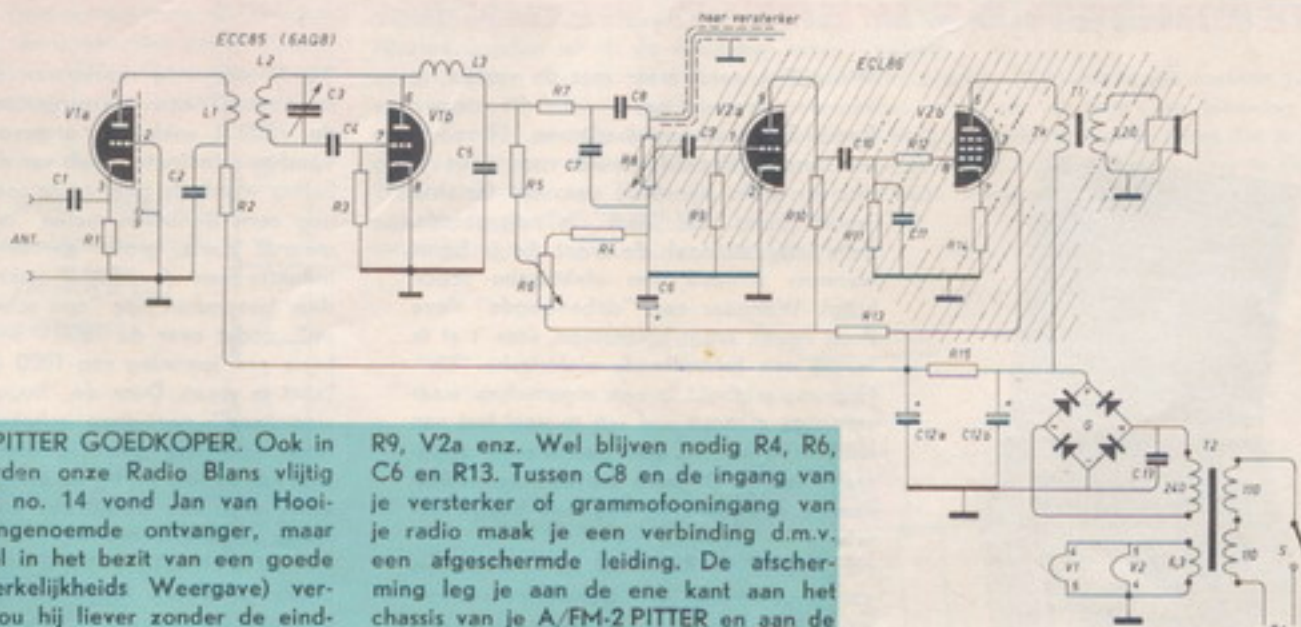 naar versterker
ECC85 (6AQ8)
ECL86
L2
L3
C3
V1a
L1
C4
V1b
C1
C2
R2
R3
C5
ANT.
R1
R7
C8
C7
R5
R8
C9
V2a
R9
R4
R6
C6
R10
C10
R12
R11
C11
R14
V2b
T1
7k
R13
R15
C12a
C12b
G
T2
240
110
110
6,3
V1
V2
S
PITTER GOEDKOPER. Ook in
den onze Radio Blans vlijtig
no. 14 vond Jan van Hooi-
ngenoemde ontvanger, maar
l in het bezit van een goede
erkelijkheids Weergave) ver-
ou hij liever zonder de eind-
R9, V2a enz. Wel blijven nodig R4, R6,
C6 en R13. Tussen C8 en de ingang van
je versterker of grammofooningang van
je radio maak je een verbinding d.m.v.
een afgeschermde leiding. De afscher-
ming leg je aan de ene kant aan het
chassis van je A/FM-2 PITTER en aan de